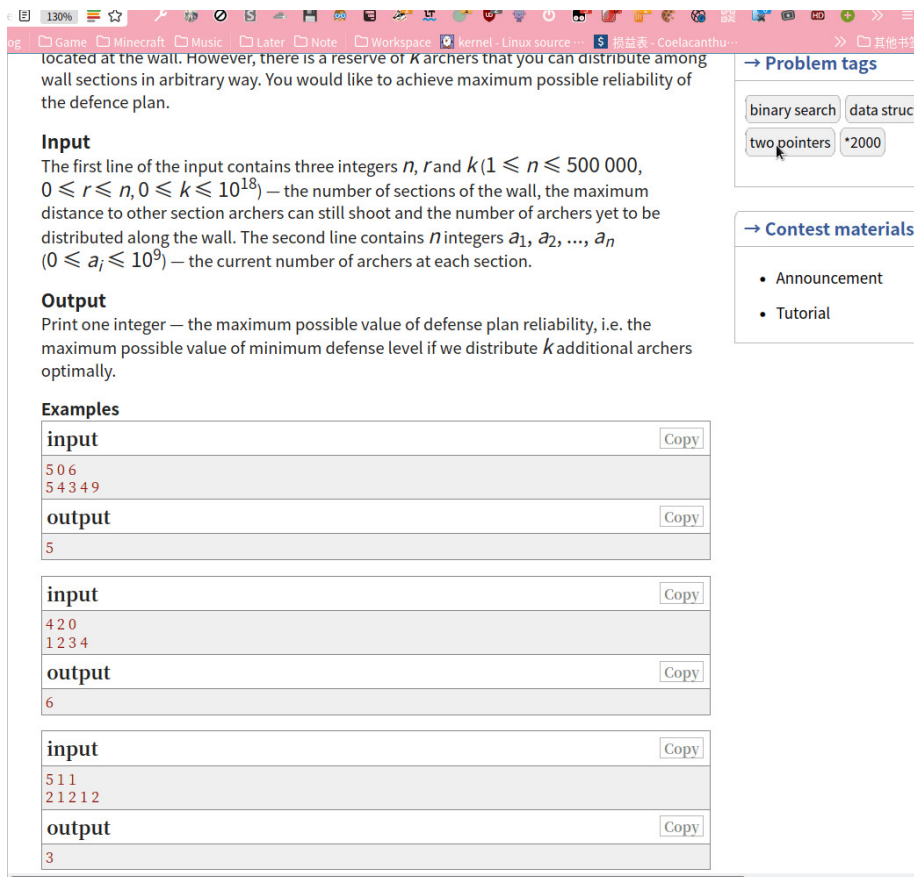 130%
og Game Minecraft Music Later Note Workspace kernel - Linux source ··· 损益表 - Coelacanthu··· 其他书签
located at the wall. However, there is a reserve of k archers that you can distribute among
wall sections in arbitrary way. You would like to achieve maximum possible reliability of
the defence plan.
Input
The first line of the input contains three integers n, r and k (1 ⩽ n ⩽ 500 000,
0 ⩽ r ⩽ n, 0 ⩽ k ⩽ 10^18) — the number of sections of the wall, the maximum
distance to other section archers can still shoot and the number of archers yet to be
distributed along the wall. The second line contains n integers a1, a2, ..., an
(0 ⩽ ai ⩽ 10^9) — the current number of archers at each section.
Output
Print one integer — the maximum possible value of defense plan reliability, i.e. the
maximum possible value of minimum defense level if we distribute k additional archers
optimally.
Examples
input Copy
5 0 6
5 4 3 4 9
output Copy
5
input Copy
4 2 0
1 2 3 4
output Copy
6
input Copy
5 1 1
2 1 2 1 2
output Copy
3
→ Problem tags
binary search data struc
two pointers *2000
→ Contest materials
• Announcement
• Tutorial